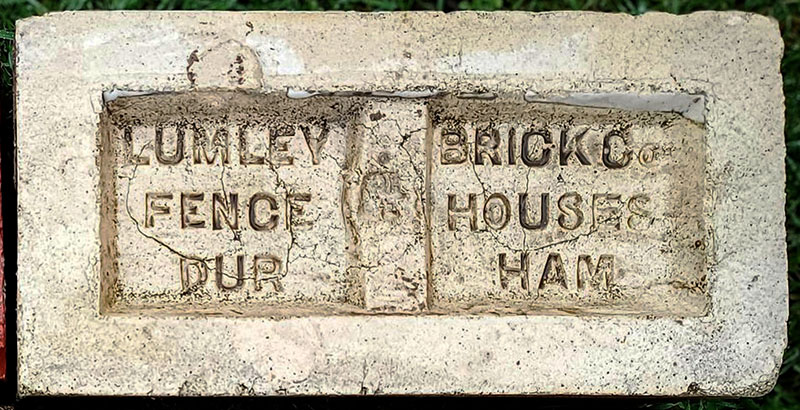 LUMLEY BRICK Co
FENCE HOUSES
DUR HAM